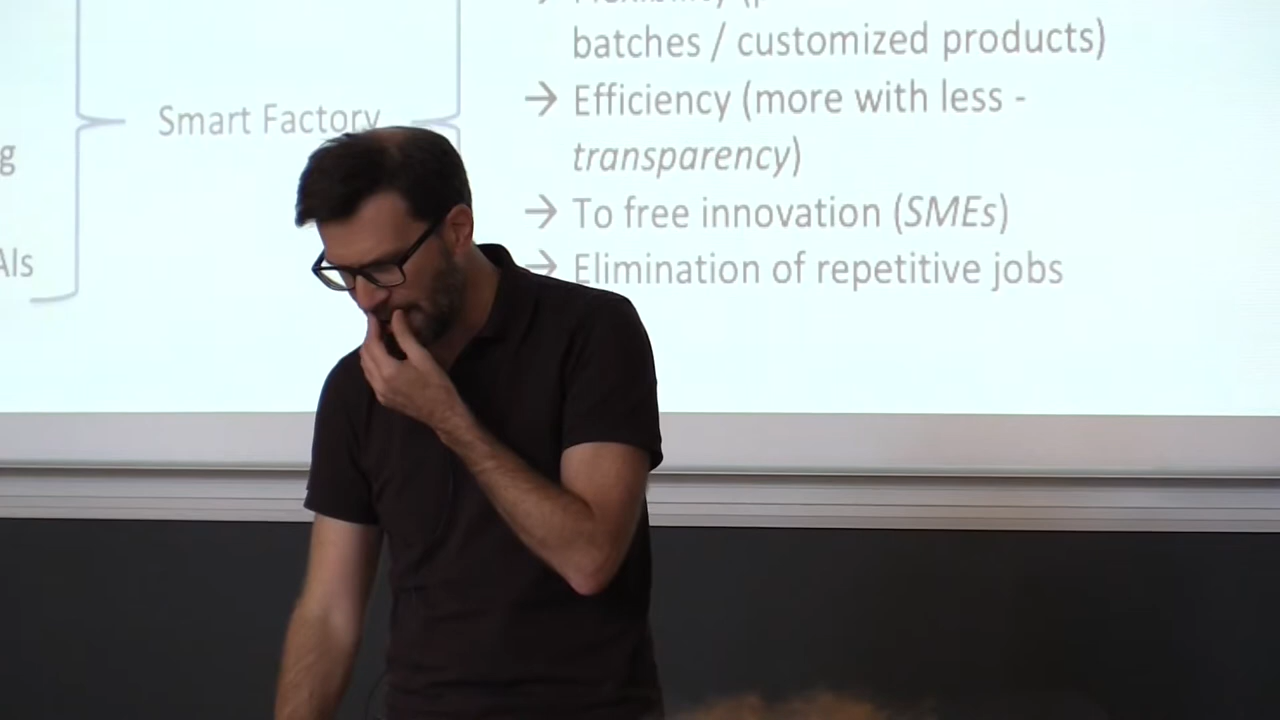 → Flexibility (
batches / customized products)
→ Efficiency (more with less -
Smart Factory
transparency)
→ To free innovation (SMEs)
AIs
→ Elimination of repetitive jobs